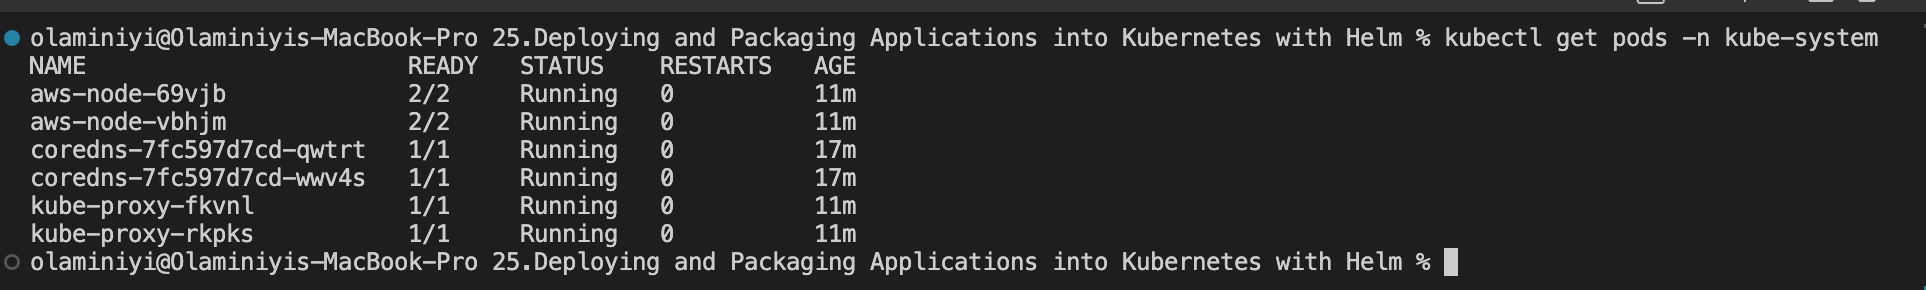 olaminiyi@Olaminiyis-MacBook-Pro 25.Deploying and Packaging Applications into Kubernetes with Helm % kubectl get pods -n kube-system
NAME READY STATUS RESTARTS AGE
aws-node-69vjb 2/2 Running 0 11m
aws-node-vbhjm 2/2 Running 0 11m
coredns-7fc597d7cd-qwtrt 1/1 Running 0 17m
coredns-7fc597d7cd-wwv4s 1/1 Running 0 17m
kube-proxy-fkvnl 1/1 Running 0 11m
kube-proxy-rkpks 1/1 Running 0 11m
olaminiyi@Olaminiyis-MacBook-Pro 25.Deploying and Packaging Applications into Kubernetes with Helm %